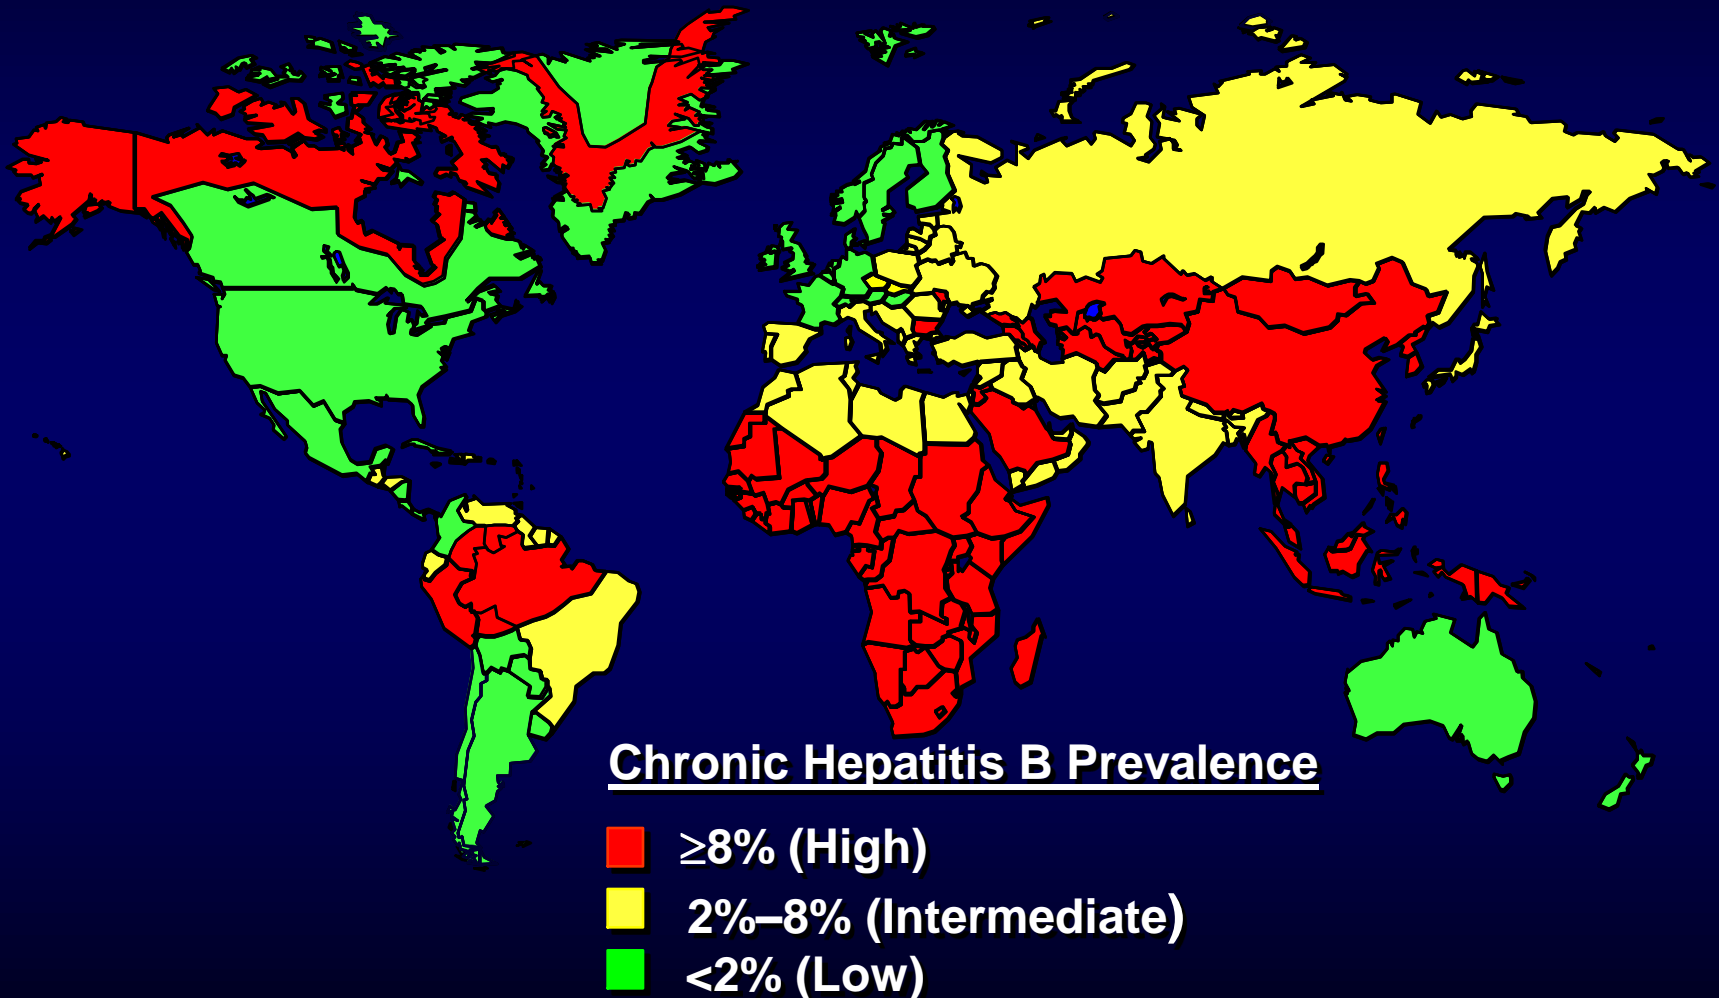 Chronic Hepatitis B Prevalence
≥8% (High)
2%–8% (Intermediate)
<2% (Low)